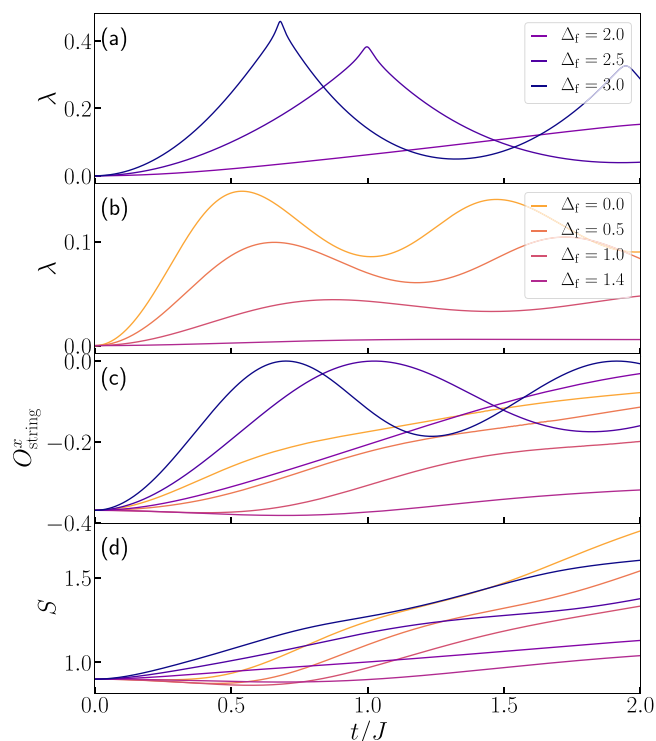 (a)
λ
0.4
0.2
0.0
Δf = 2.0
Δf = 2.5
Δf = 3.0
(b)
λ
0.1
0.0
Δf = 0.0
Δf = 0.5
Δf = 1.0
Δf = 1.4
(c)
O^x_string
0.0
−0.2
−0.4
(d)
S
1.5
1.0
0.0 0.5 1.0 1.5 2.0
t/J